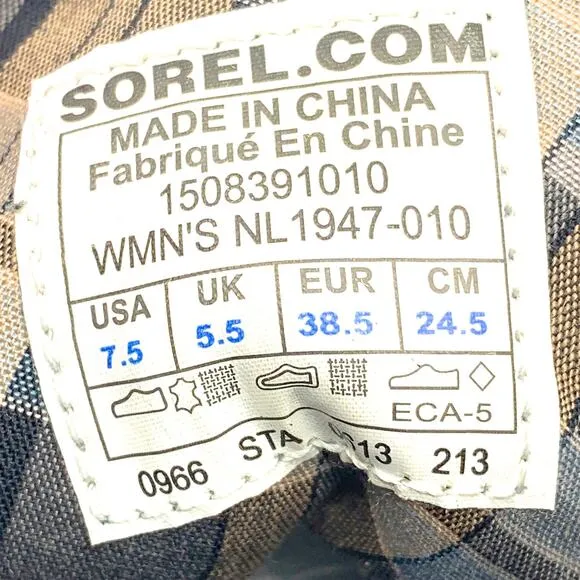 SOREL.COM
MADE IN CHINA
Fabriqué En Chine
1508391010
WMN'S NL1947-010
USA UK EUR CM
7.5 5.5 38.5 24.5
ECA-5
0966 STA 213